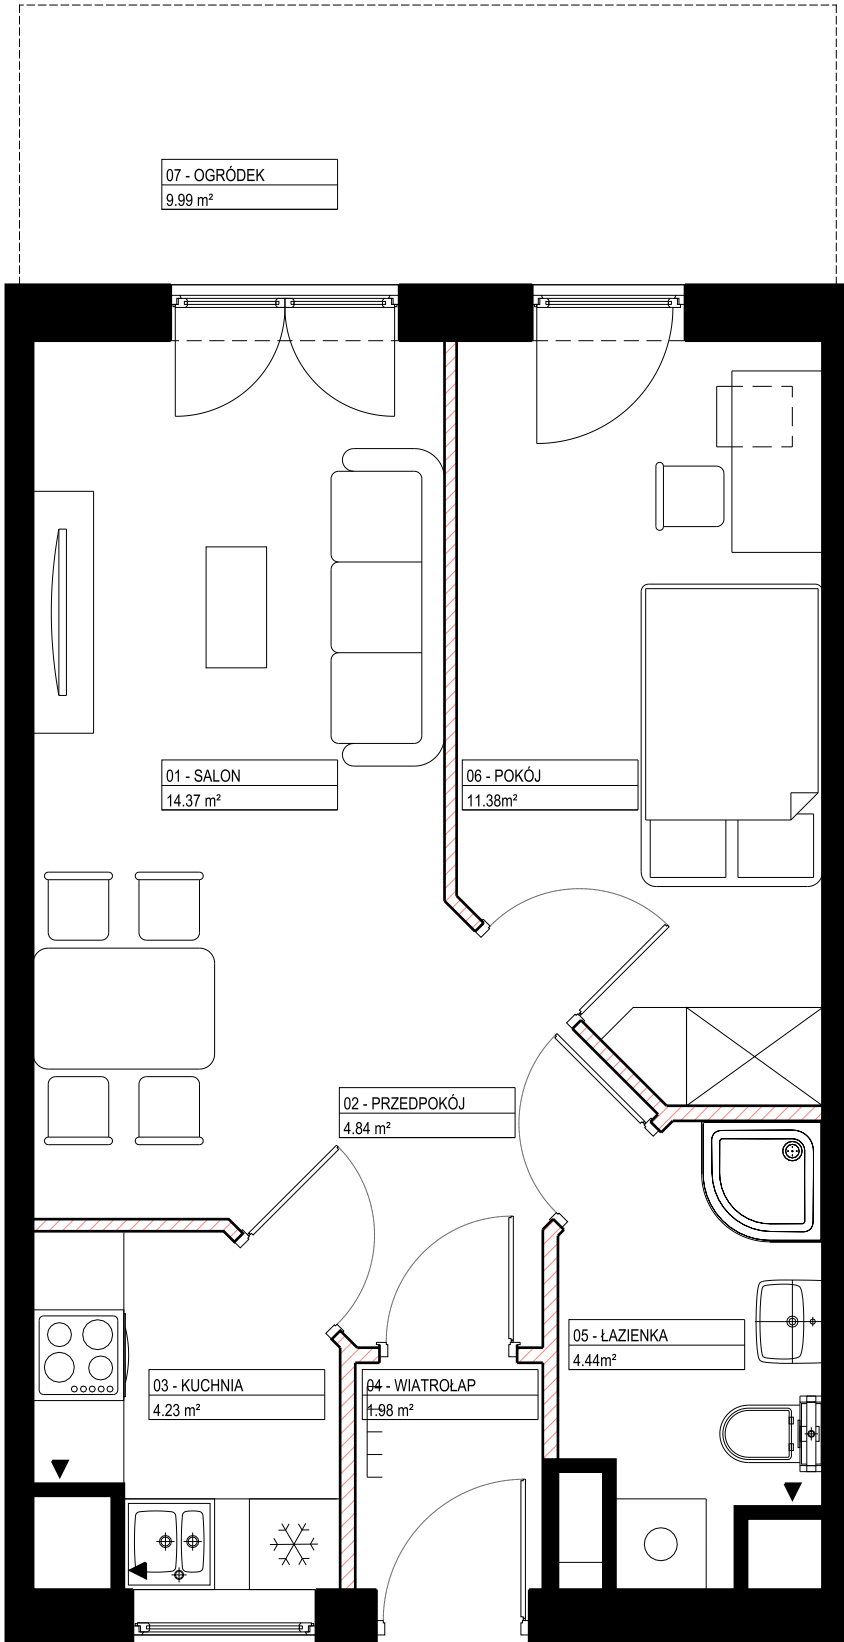 07 - OGRÓDEK
9.99 m²
01 - SALON
14.37 m²
06 - POKÓJ
11.38m²
02 - PRZEDPOKÓJ
4.84 m²
05 - ŁAZIENKA
4.44m²
03 - KUCHNIA
4.23 m²
04 - WIATROŁAP
1.98 m²